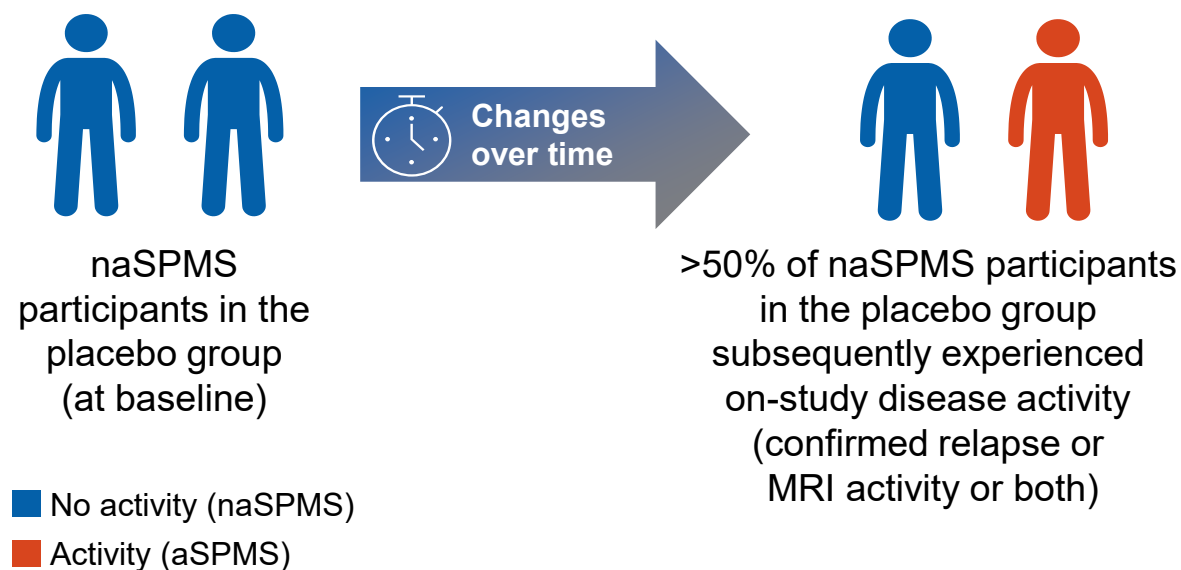 Changes
over time
naSPMS
participants in the
placebo group
(at baseline)
>50% of naSPMS participants
in the placebo group
subsequently experienced
on-study disease activity
(confirmed relapse or
MRI activity or both)
No activity (naSPMS)
Activity (aSPMS)